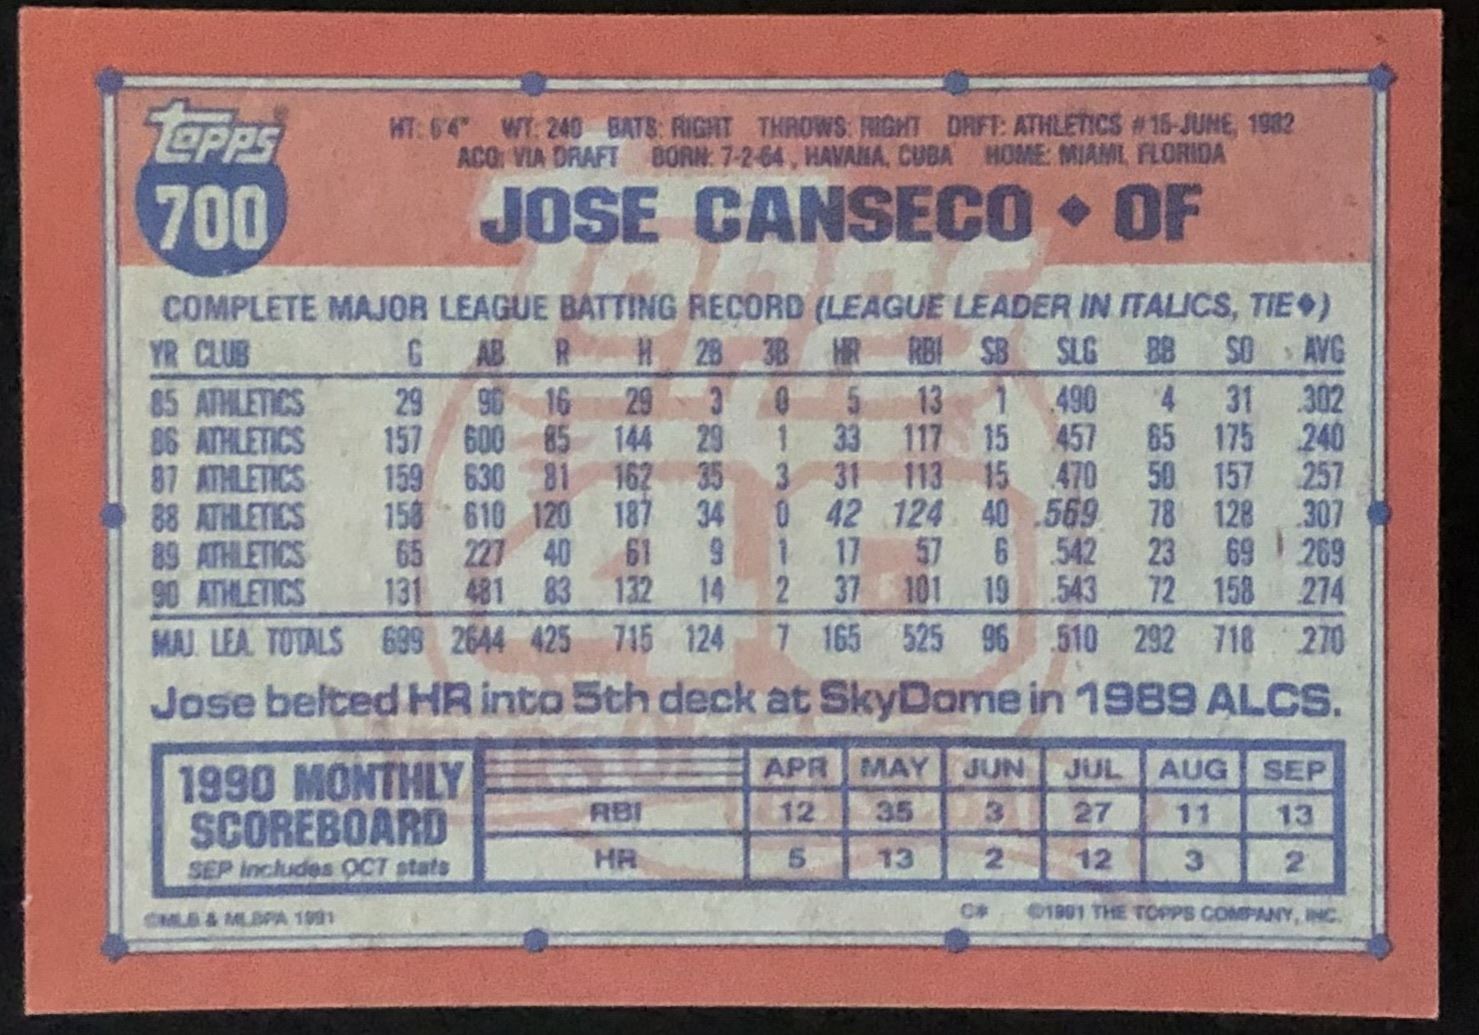 TOPPS
700
HT: 6'4" WT: 240 BATS: RIGHT THROWS: RIGHT DRFT: ATHLETICS #15-JUNE, 1982
ACQ: VIA DRAFT BORN: 7-2-64, HAVANA, CUBA HOME: MIAMI, FLORIDA
JOSE CANSECO ◆ OF
COMPLETE MAJOR LEAGUE BATTING RECORD (LEAGUE LEADER IN ITALICS, TIE◆)
YR CLUB G AB R H 2B 3B HR RBI SB SLG BB SO AVG
85 ATHLETICS 29 96 16 29 3 0 5 13 1 .490 4 31 .302
86 ATHLETICS 157 600 85 144 29 1 33 117 15 .457 65 175 .240
87 ATHLETICS 159 630 81 162 35 3 31 113 15 .470 50 157 .257
88 ATHLETICS 158 610 120 187 34 0 42 124 40 .569 78 128 .307
89 ATHLETICS 65 227 40 61 9 1 17 57 6 .542 23 69 .269
90 ATHLETICS 131 481 83 132 14 2 37 101 19 .543 72 158 .274
MAJ. LEA. TOTALS 699 2644 425 715 124 7 165 525 96 .510 292 718 .270
Jose belted HR into 5th deck at SkyDome in 1989 ALCS.
1990 MONTHLY SCOREBOARD
SEP includes OCT stats
APR MAY JUN JUL AUG SEP
RBI 12 35 3 27 11 13
HR 5 13 2 12 3 2
©MLB & MLBPA 1991 C# ©1991 THE TOPPS COMPANY, INC.